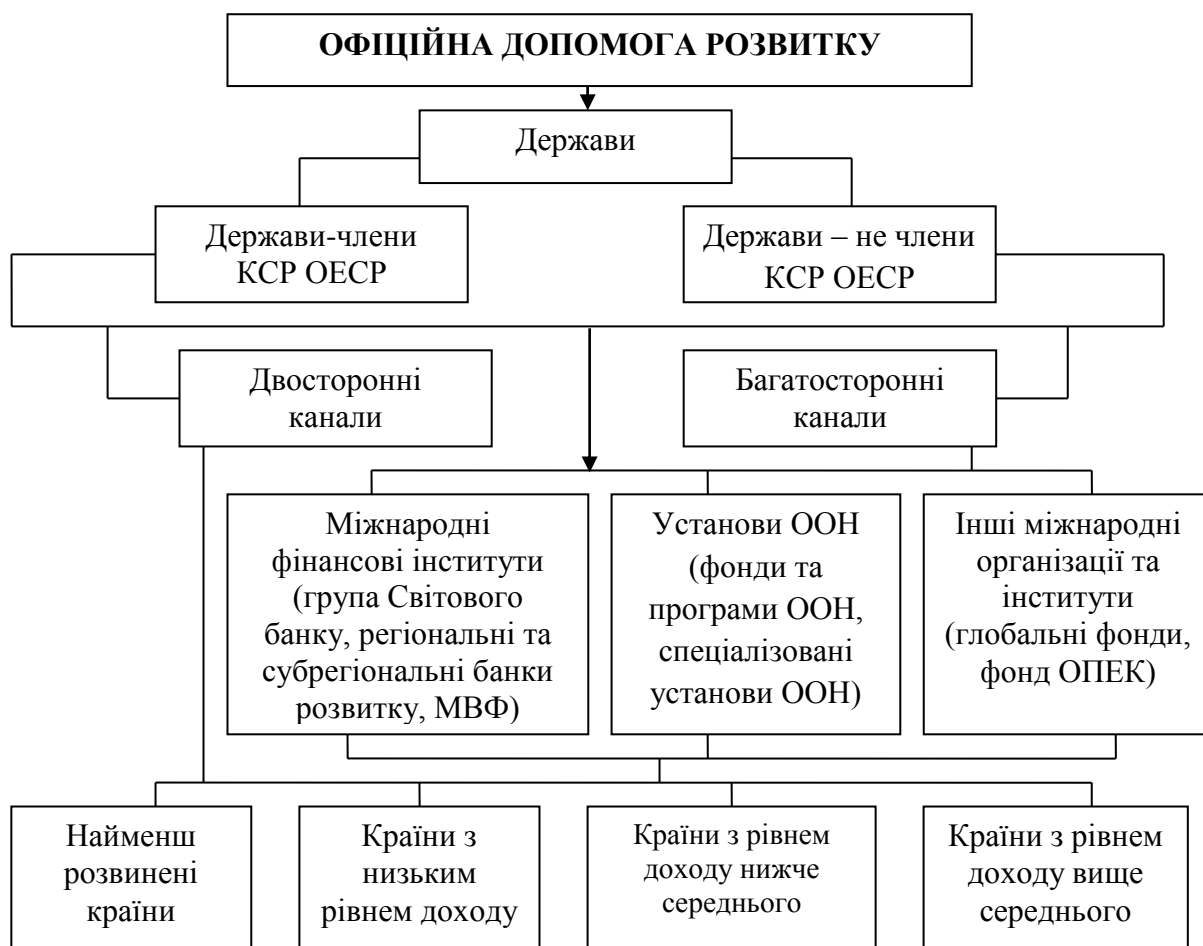 ОФІЦІЙНА ДОПОМОГА РОЗВИТКУ
Держави
Держави-члени
КСР ОЕСР
Держави – не члени
КСР ОЕСР
Двосторонні
канали
Багатосторонні
канали
Міжнародні
фінансові інститути
(група Світового
банку, регіональні та
субрегіональні банки
розвитку, МВФ)
Установи ООН
(фонди та
програми ООН,
спеціалізовані
установи ООН)
Інші міжнародні
організації та
інститути
(глобальні фонди,
фонд ОПЕК)
Найменш
розвинені
країни
Країни з
низьким
рівнем доходу
Країни з рівнем
доходу нижче
середнього
Країни з рівнем
доходу вище
середнього